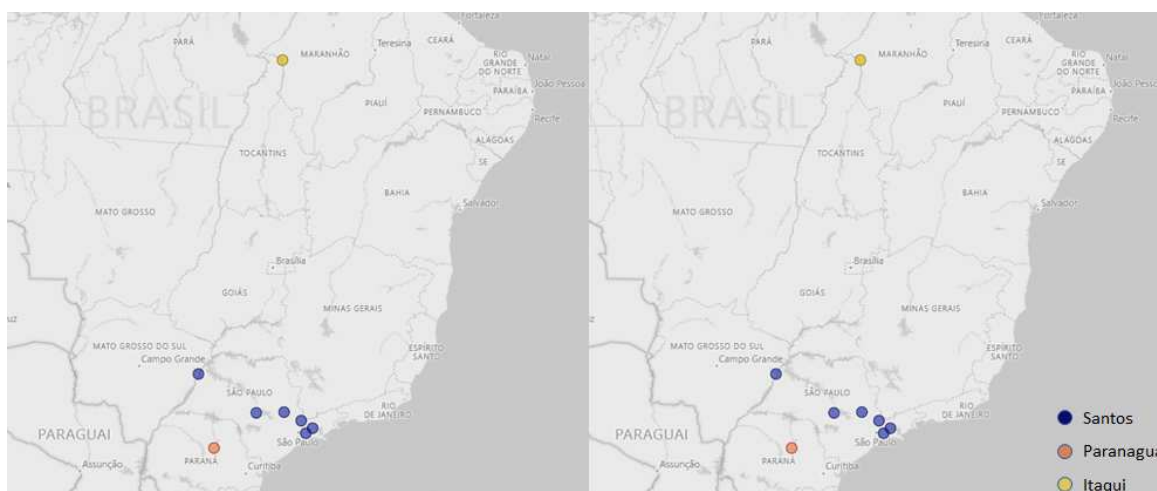 Fortaleza
PARÁ
MARANHÃO
Teresina
CEARÁ
RIO
GRANDE
DO NORTE
Natal
João Pessoa
PARAÍBA
BRASIL
PIAUÍ
PERNAMBUCO
Recife
ALAGOAS
SE
TOCANTINS
BAHIA
MATO GROSSO
Salvador
Brasília
GOIÁS
MINAS GERAIS
uz
ESPÍRITO
SANTO
MATO GROSSO DO SUL
Campo Grande
SÃO PAULO
RIO
DE JANEIRO
São Paulo
PARAGUAI
PARANÁ
Assunção
Curitiba
Fortaleza
PARÁ
MARANHÃO
Teresina
CEARÁ
RIO
GRANDE
DO NORTE
Natal
João Pessoa
PARAÍBA
BRASIL
PIAUÍ
PERNAMBUCO
Recife
ALAGOAS
SE
TOCANTINS
BAHIA
MATO GROSSO
Salvador
Brasília
GOIÁS
MINAS GERAIS
uz
ESPÍRITO
SANTO
MATO GROSSO DO SUL
Campo Grande
SÃO PAULO
RIO
DE JANEIRO
São Paulo
PARAGUAI
PARANÁ
Assunção
Curitiba
Santos
Paranagua
Itaqui